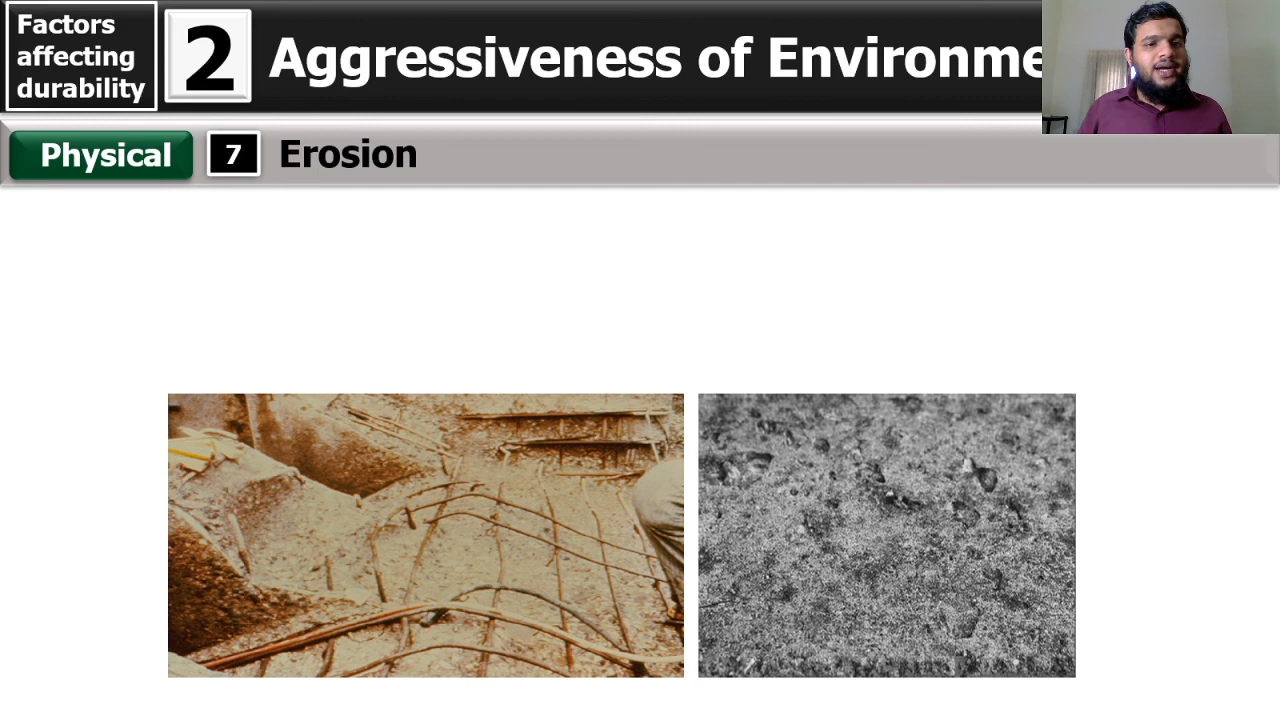 Factors
affecting
durability
2
Aggressiveness of Environme
Physical
7
Erosion